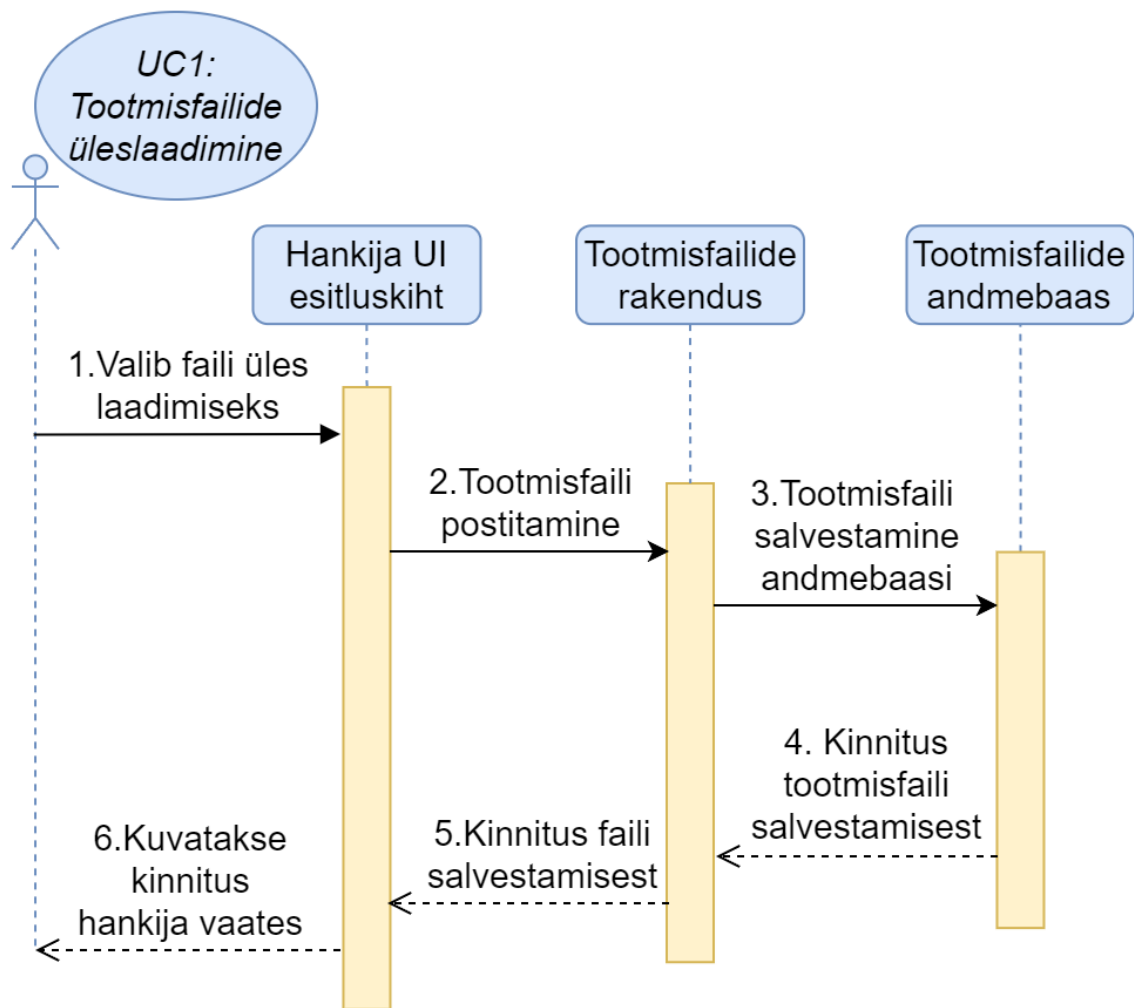 UC1:
Tootmisfailide
üleslaadimine
Hankija UI
esitluskiht
Tootmisfailide
rakendus
Tootmisfailide
andmebaas
1.Valib faili üles
laadimiseks
2.Tootmisfaili
postitamine
3.Tootmisfaili
salvestamine
andmebaasi
4. Kinnitus
tootmisfaili
salvestamisest
5.Kinnitus faili
salvestamisest
6.Kuvatakse
kinnitus
hankija vaates